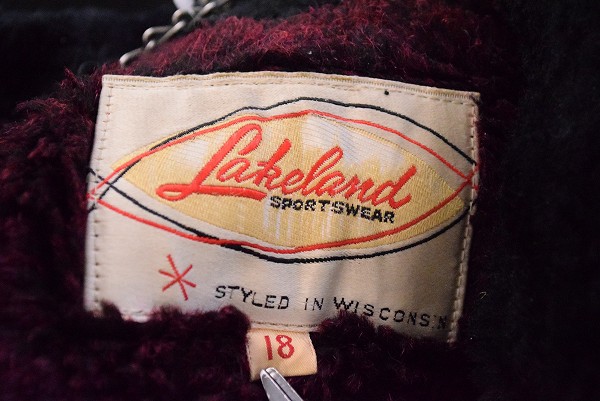 Lakeland
SPORTSWEAR
STYLED IN WISCONSIN
18